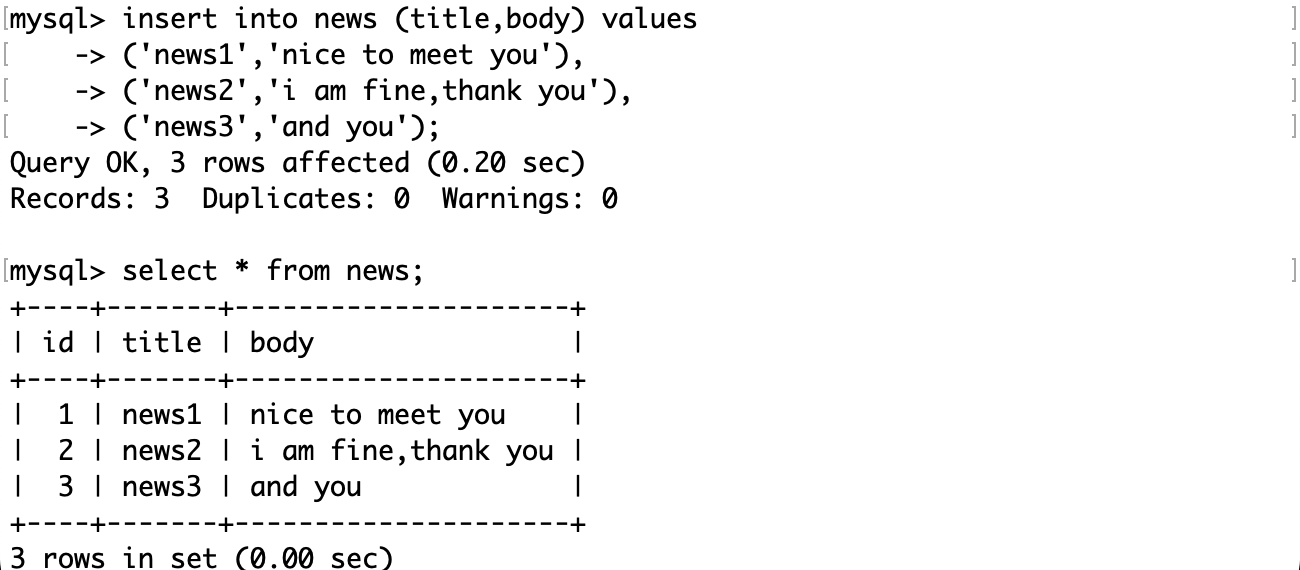 mysql> insert into news (title,body) values
    -> ('news1','nice to meet you'),
    -> ('news2','i am fine,thank you'),
    -> ('news3','and you');
Query OK, 3 rows affected (0.20 sec)
Records: 3  Duplicates: 0  Warnings: 0
mysql> select * from news;
+----+-------+---------------------+
| id | title | body                |
+----+-------+---------------------+
|  1 | news1 | nice to meet you    |
|  2 | news2 | i am fine,thank you |
|  3 | news3 | and you             |
+----+-------+---------------------+
3 rows in set (0.00 sec)